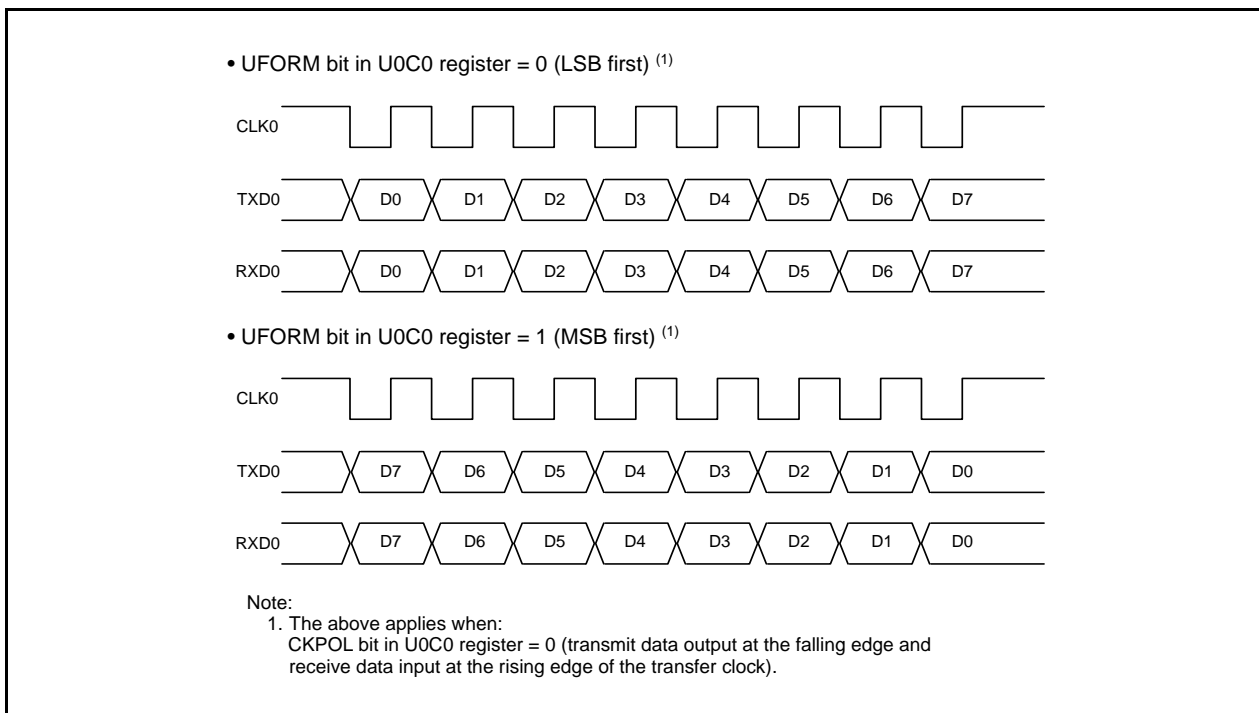 • UFORM bit in U0C0 register = 0 (LSB first) (1)
CLK0
TXD0 D0 D1 D2 D3 D4 D5 D6 D7
RXD0 D0 D1 D2 D3 D4 D5 D6 D7
• UFORM bit in U0C0 register = 1 (MSB first) (1)
CLK0
TXD0 D7 D6 D5 D4 D3 D2 D1 D0
RXD0 D7 D6 D5 D4 D3 D2 D1 D0
Note:
1. The above applies when:
CKPOL bit in U0C0 register = 0 (transmit data output at the falling edge and
receive data input at the rising edge of the transfer clock).